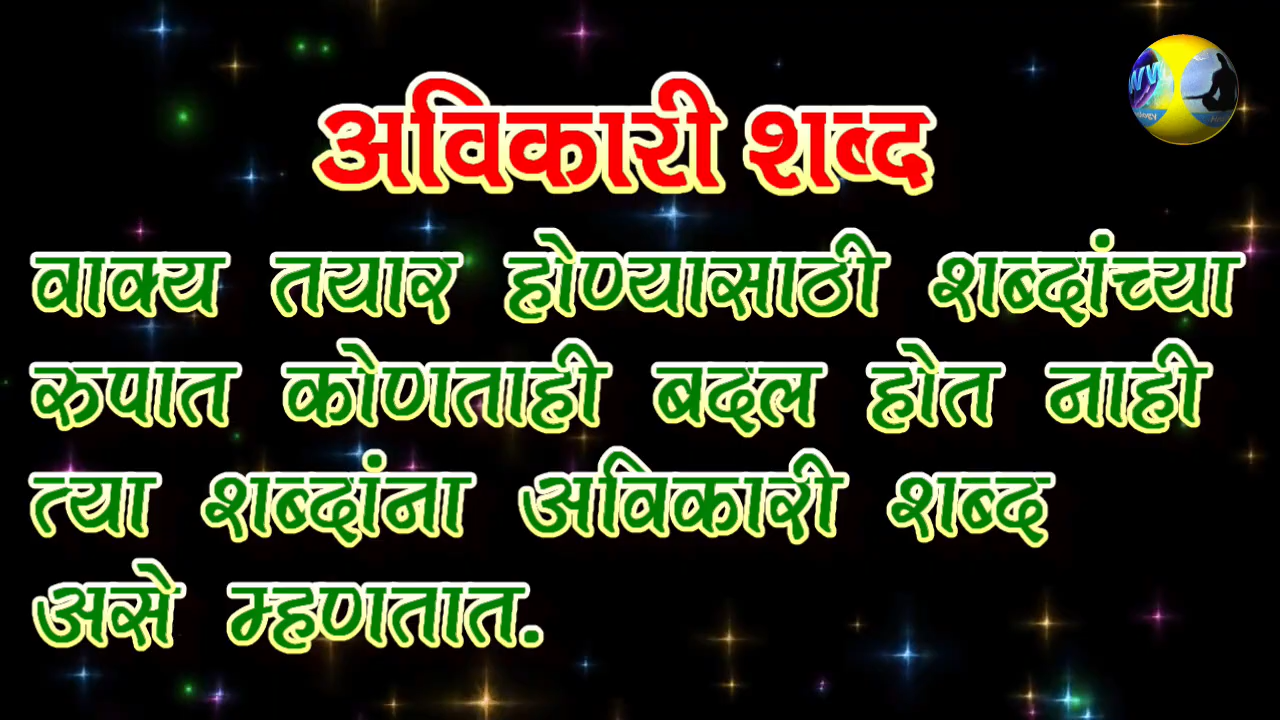 अविकारी शब्द
वाक्य तयार होण्यासाठी शब्दांच्या
रुपात कोणताही बदल होत नाही
त्या शब्दांना अविकारी शब्द
असे म्हणतात.